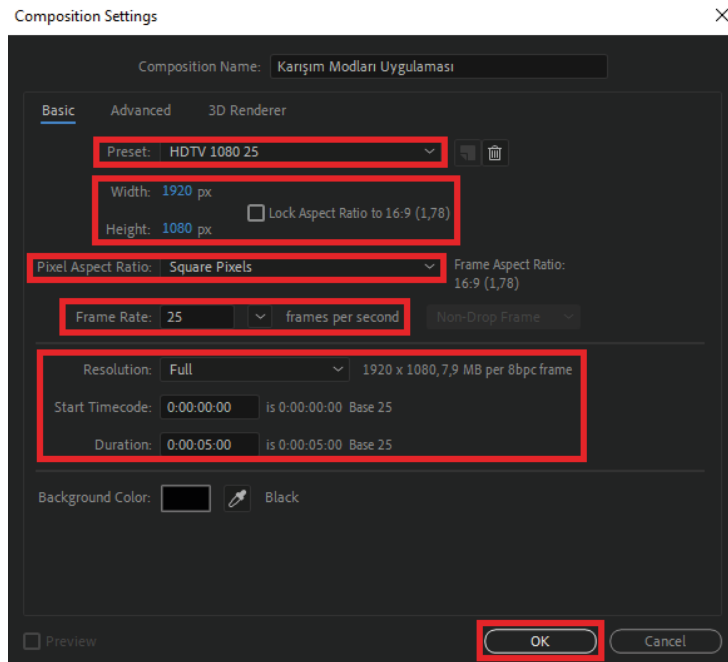 Composition Settings
Composition Name: Karışım Modları Uygulaması
Basic Advanced 3D Renderer
Preset: HDTV 1080 25
Width: 1920 px
Lock Aspect Ratio to 16:9 (1,78)
Height: 1080 px
Pixel Aspect Ratio: Square Pixels
Frame Aspect Ratio:
16:9 (1,78)
Frame Rate: 25 frames per second Non-Drop Frame
Resolution: Full 1920 x 1080, 7,9 MB per 8bpc frame
Start Timecode: 0:00:00:00 is 0:00:00:00 Base 25
Duration: 0:00:05:00 is 0:00:05:00 Base 25
Background Color: Black
Preview OK Cancel